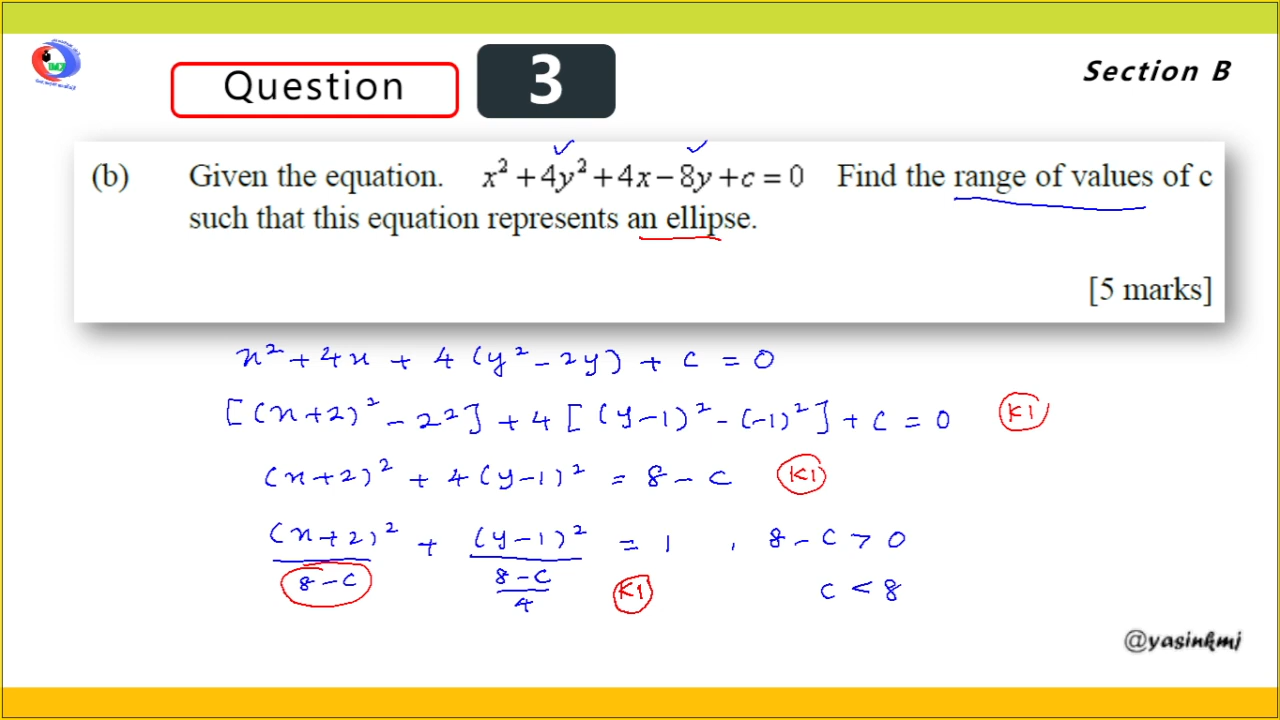 Question 3
Section B
(b) Given the equation. x² + 4y² + 4x − 8y + c = 0 Find the range of values of c
such that this equation represents an ellipse.
[5 marks]
x² + 4x + 4(y² − 2y) + c = 0
[(x+2)² − 2²] + 4[(y−1)² − (−1)²] + c = 0 K1
(x+2)² + 4(y−1)² = 8 − c K1
(x+2)²/(8−c) + (y−1)²/((8−c)/4) = 1 , 8 − c > 0
K1 c < 8
@yasinkmj